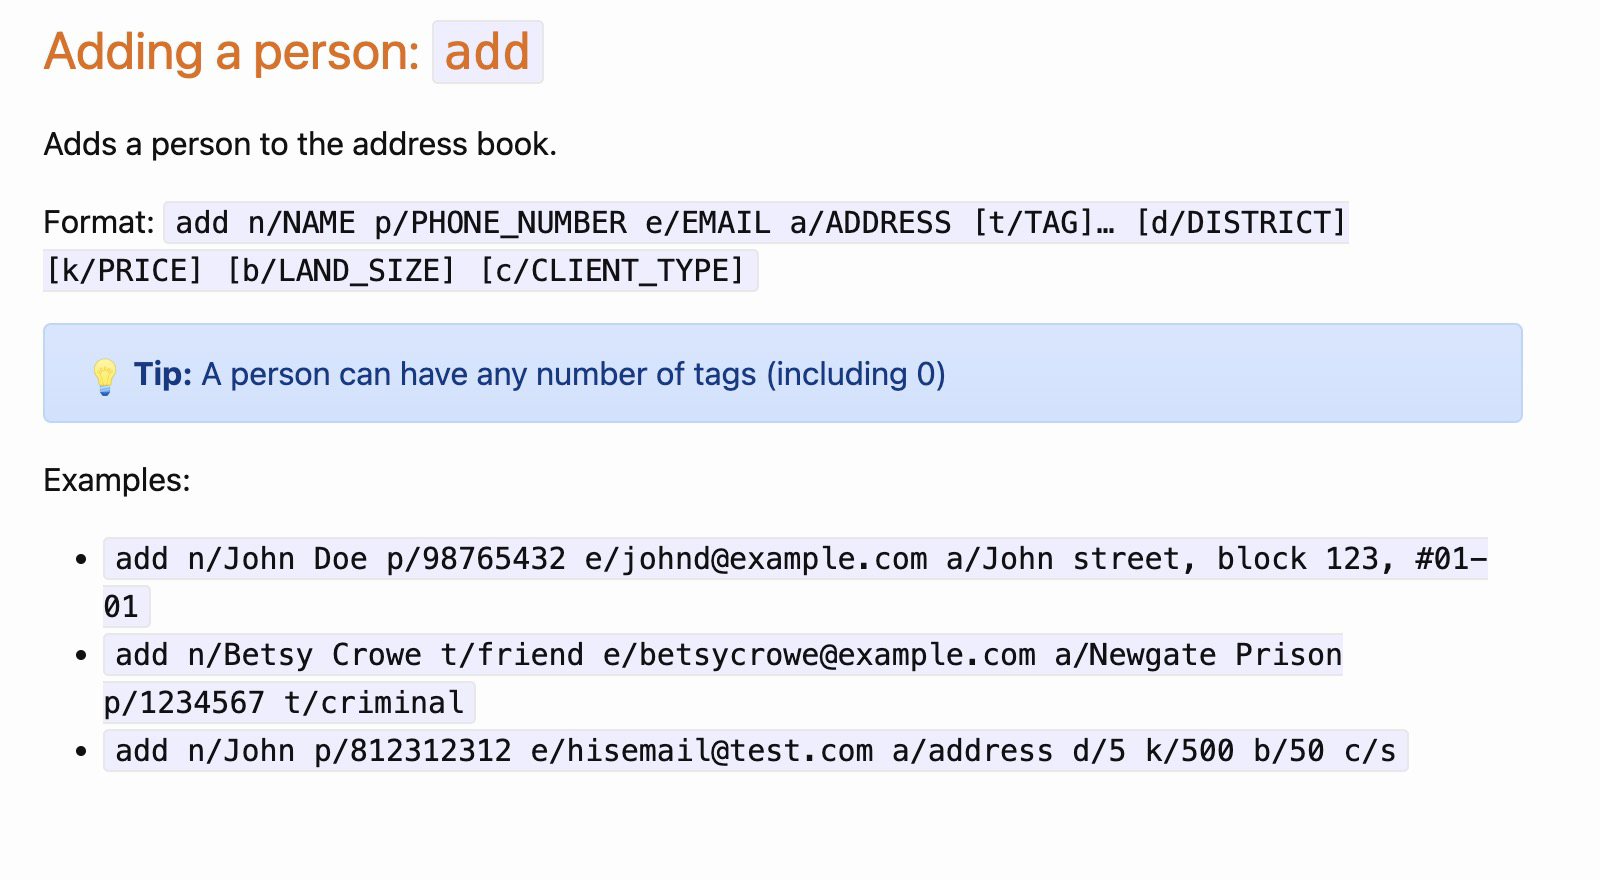 Adding a person: add
Adds a person to the address book.
Format: add n/NAME p/PHONE_NUMBER e/EMAIL a/ADDRESS [t/TAG]… [d/DISTRICT]
[k/PRICE] [b/LAND_SIZE] [c/CLIENT_TYPE]
💡 Tip: A person can have any number of tags (including 0)
Examples:
• add n/John Doe p/98765432 e/johnd@example.com a/John street, block 123, #01-
01
• add n/Betsy Crowe t/friend e/betsycrowe@example.com a/Newgate Prison
p/1234567 t/criminal
• add n/John p/812312312 e/hisemail@test.com a/address d/5 k/500 b/50 c/s